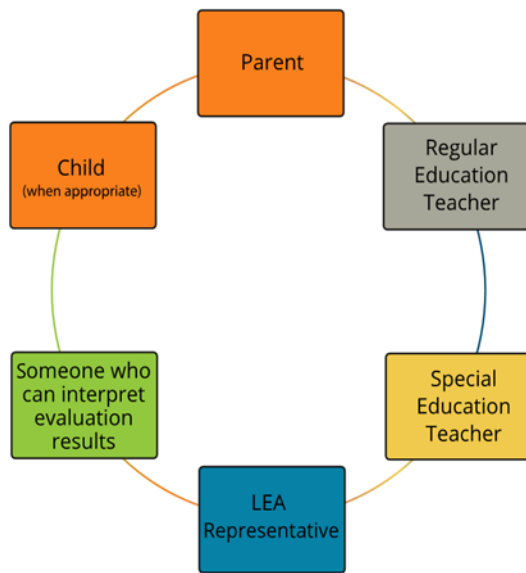 Parent
Regular
Education
Teacher
Special
Education
Teacher
LEA
Representative
Someone who
can interpret
evaluation
results
Child
(when appropriate)